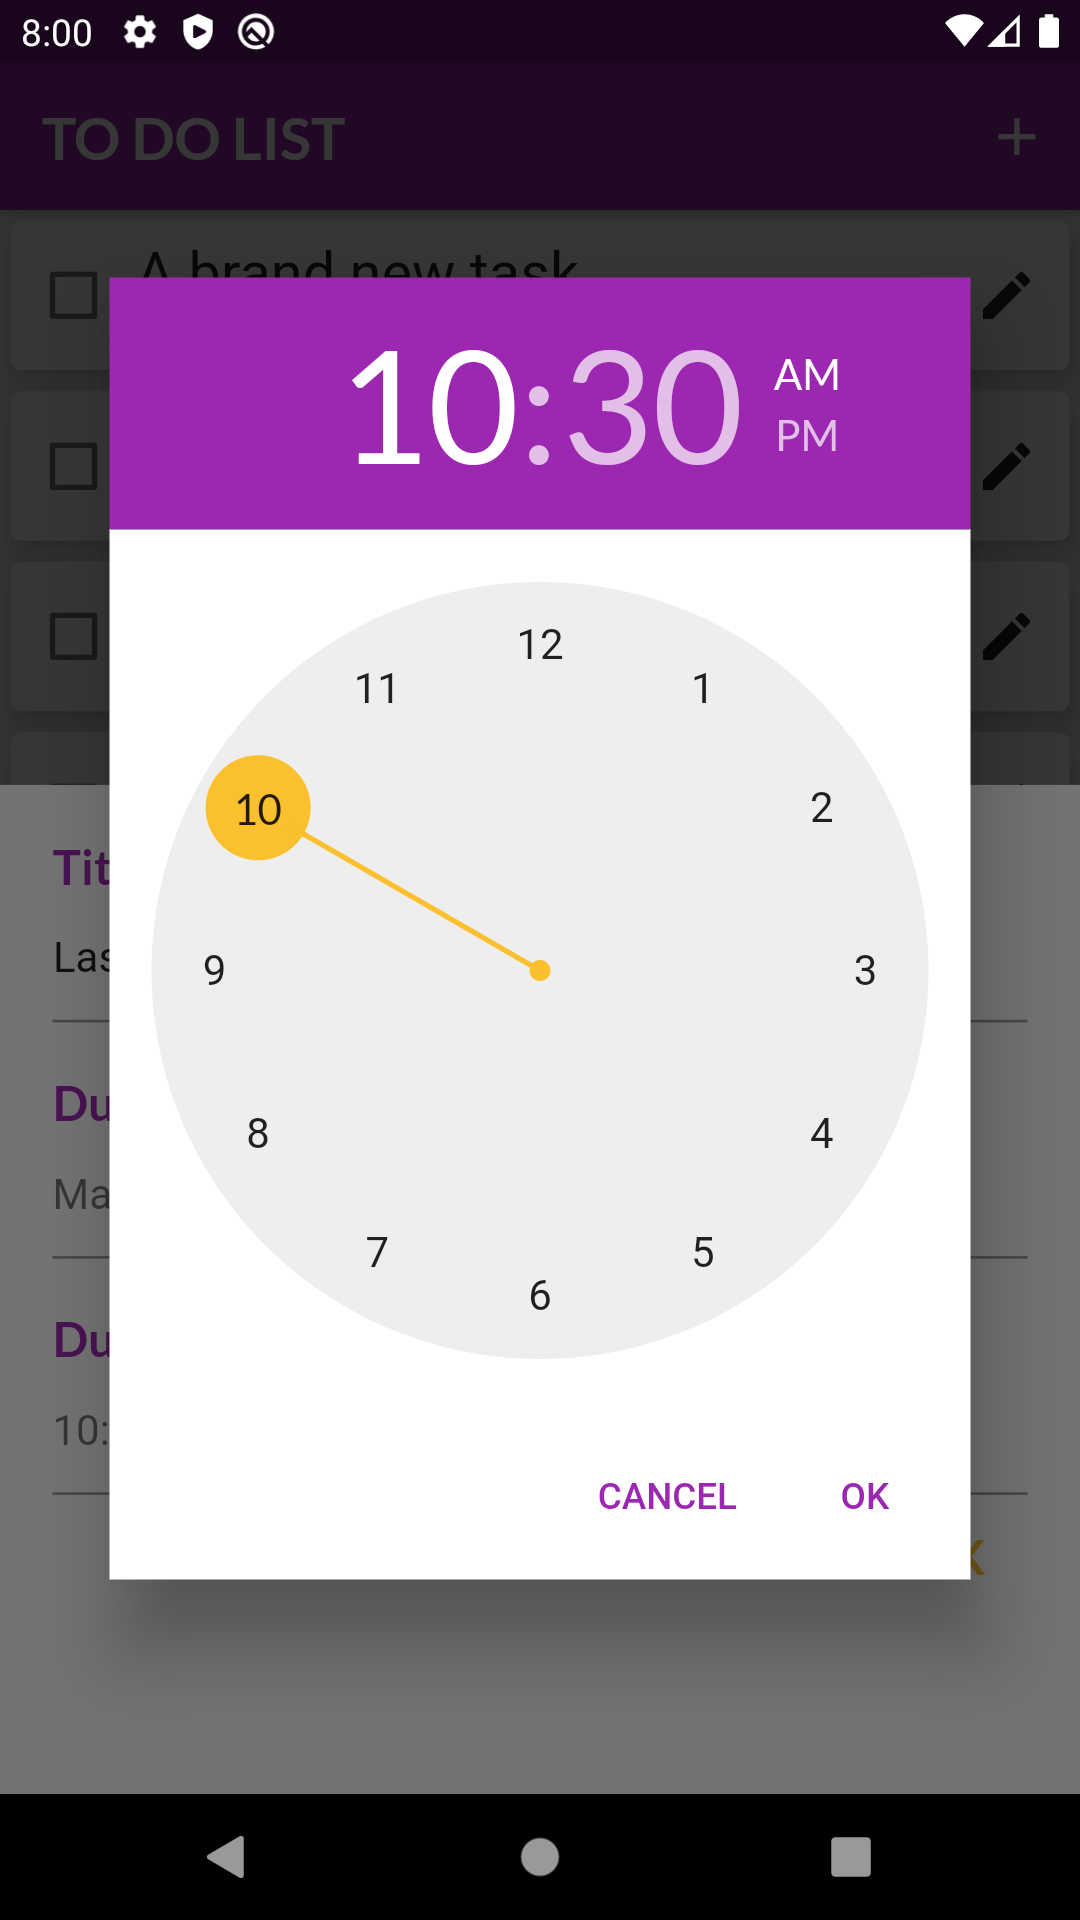 8:00
TO DO LIST +
A brand new task
10:30
AM
PM
12
11 1
10 2
9 3
8 4
7 5
6
Tit
Las
Du
Ma
Du
10:
CANCEL OK
K